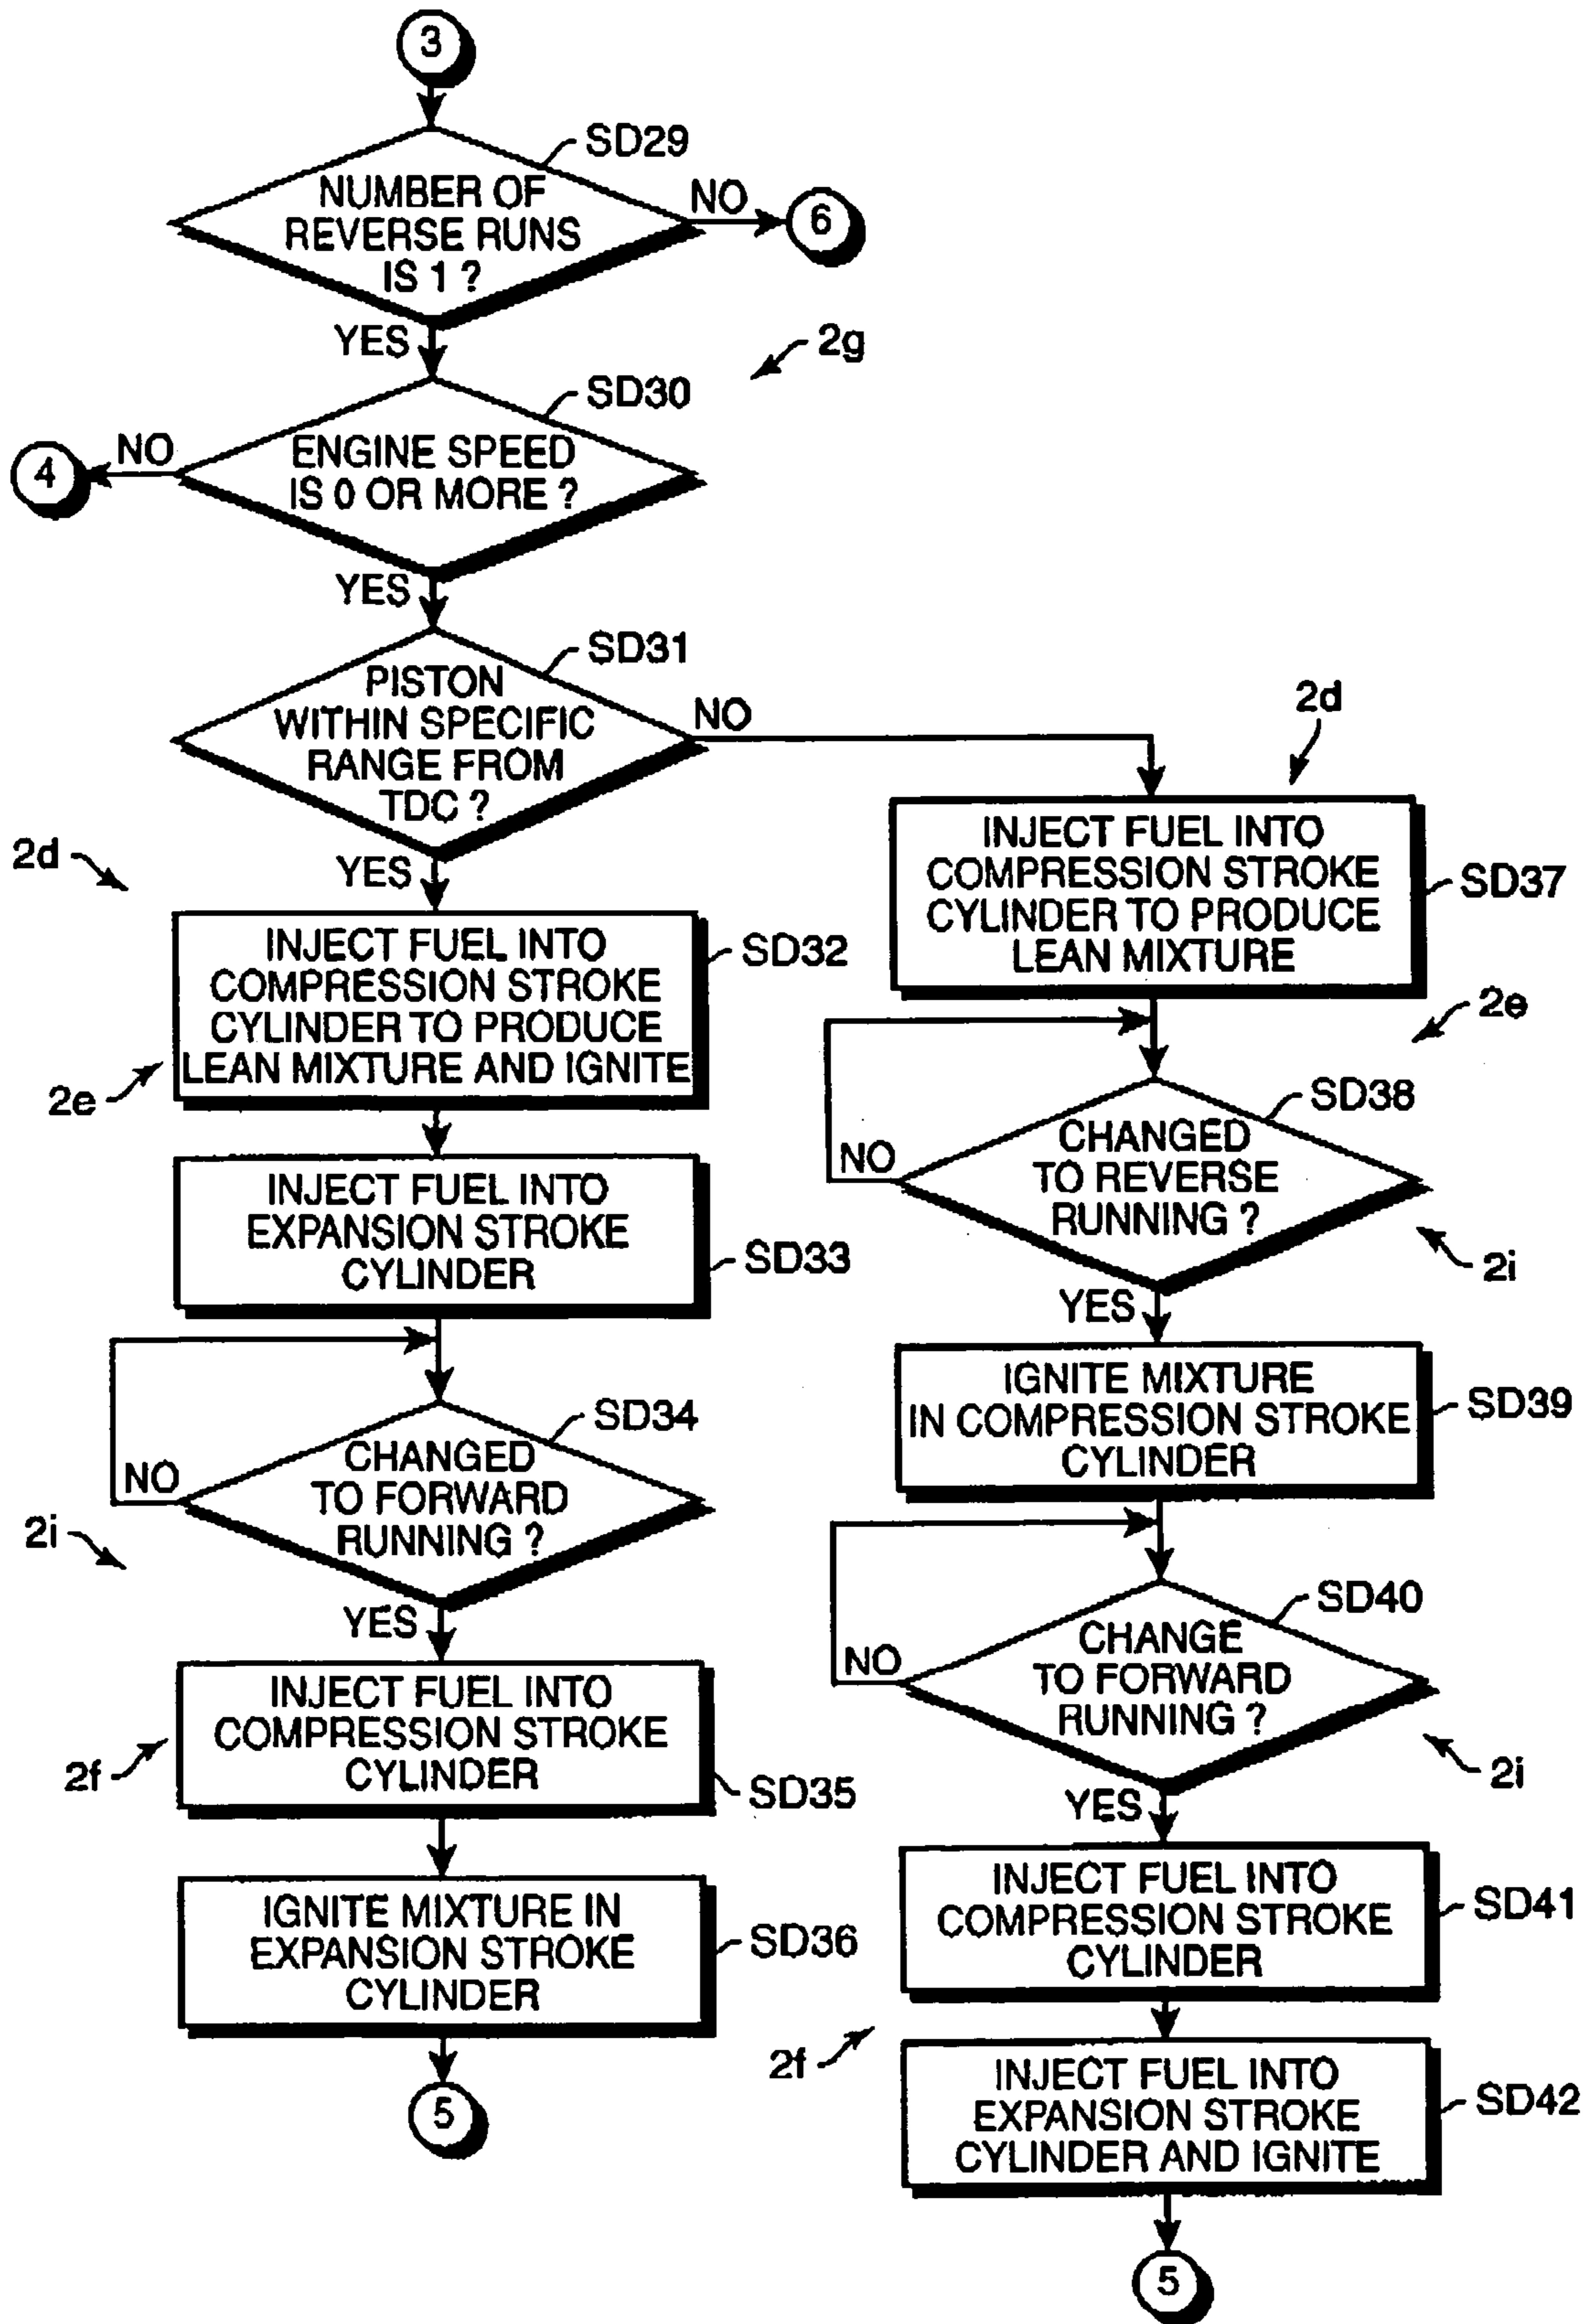 3
SD29
NUMBER OF
REVERSE RUNS
IS 1 ?
NO
6
YES
2g
SD30
ENGINE SPEED
IS 0 OR MORE ?
NO
4
YES
SD31
PISTON
WITHIN SPECIFIC
RANGE FROM
TDC ?
NO
YES
2d
INJECT FUEL INTO
COMPRESSION STROKE
CYLINDER TO PRODUCE
LEAN MIXTURE AND IGNITE
SD32
2e
INJECT FUEL INTO
EXPANSION STROKE
CYLINDER
SD33
SD34
CHANGED
TO FORWARD
RUNNING ?
NO
2i
YES
INJECT FUEL INTO
COMPRESSION STROKE
CYLINDER
2f
SD35
IGNITE MIXTURE IN
EXPANSION STROKE
CYLINDER
SD36
5
2d
INJECT FUEL INTO
COMPRESSION STROKE
CYLINDER TO PRODUCE
LEAN MIXTURE
SD37
2e
SD38
CHANGED
TO REVERSE
RUNNING ?
NO
2i
YES
IGNITE MIXTURE
IN COMPRESSION STROKE
CYLINDER
SD39
SD40
CHANGE
TO FORWARD
RUNNING ?
NO
2i
YES
INJECT FUEL INTO
COMPRESSION STROKE
CYLINDER
SD41
2f
INJECT FUEL INTO
EXPANSION STROKE
CYLINDER AND IGNITE
SD42
5